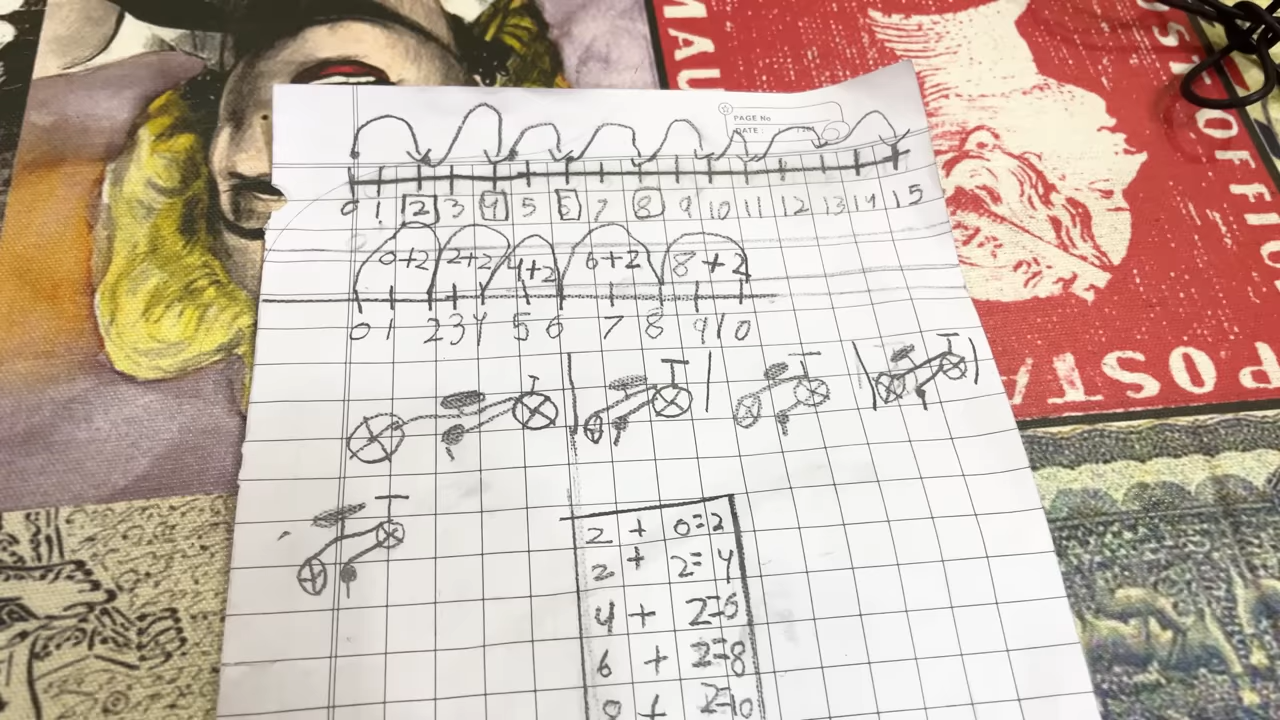 PAGE No
DATE :
0 1 2 3 4 5 6 7 8 9 10 11 12 13 14 15
0+2 2+2 4+2 6+2 8+2
0 1 2 3 4 5 6 7 8 9 10
2 + 0=2
2 + 2=4
4 + 2=6
6 + 2=8
2=10
MAU
OST OFFIC
POSTA